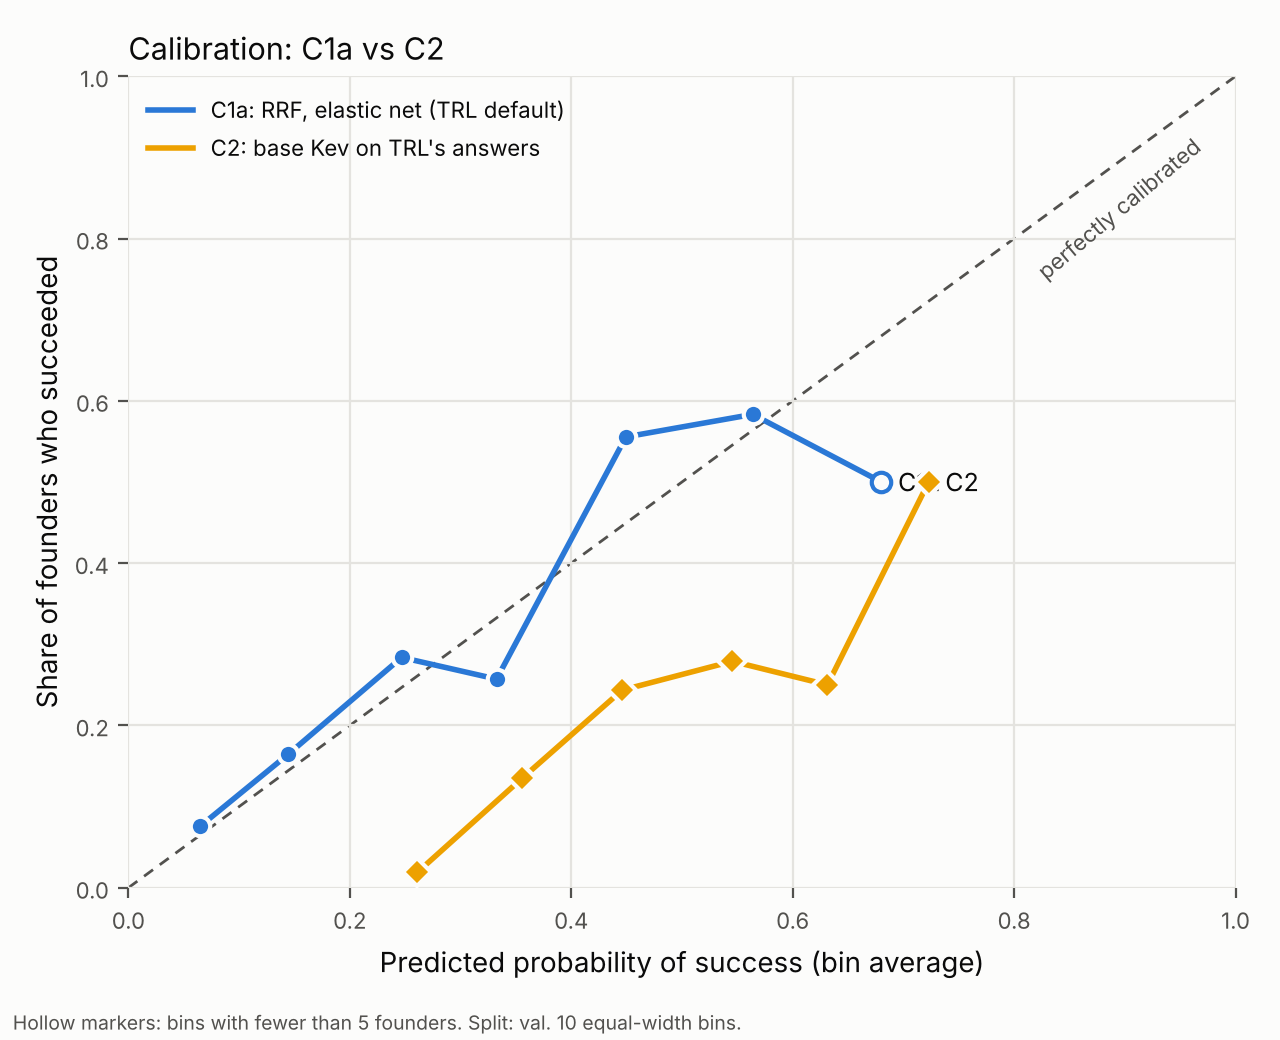 Calibration: C1a vs C2
1.0
C1a: RRF, elastic net (TRL default)
C2: base Kev on TRL's answers
perfectly calibrated
0.8
0.6
0.4
0.2
0.0
Share of founders who succeeded
C2
0.0 0.2 0.4 0.6 0.8 1.0
Predicted probability of success (bin average)
Hollow markers: bins with fewer than 5 founders. Split: val. 10 equal-width bins.